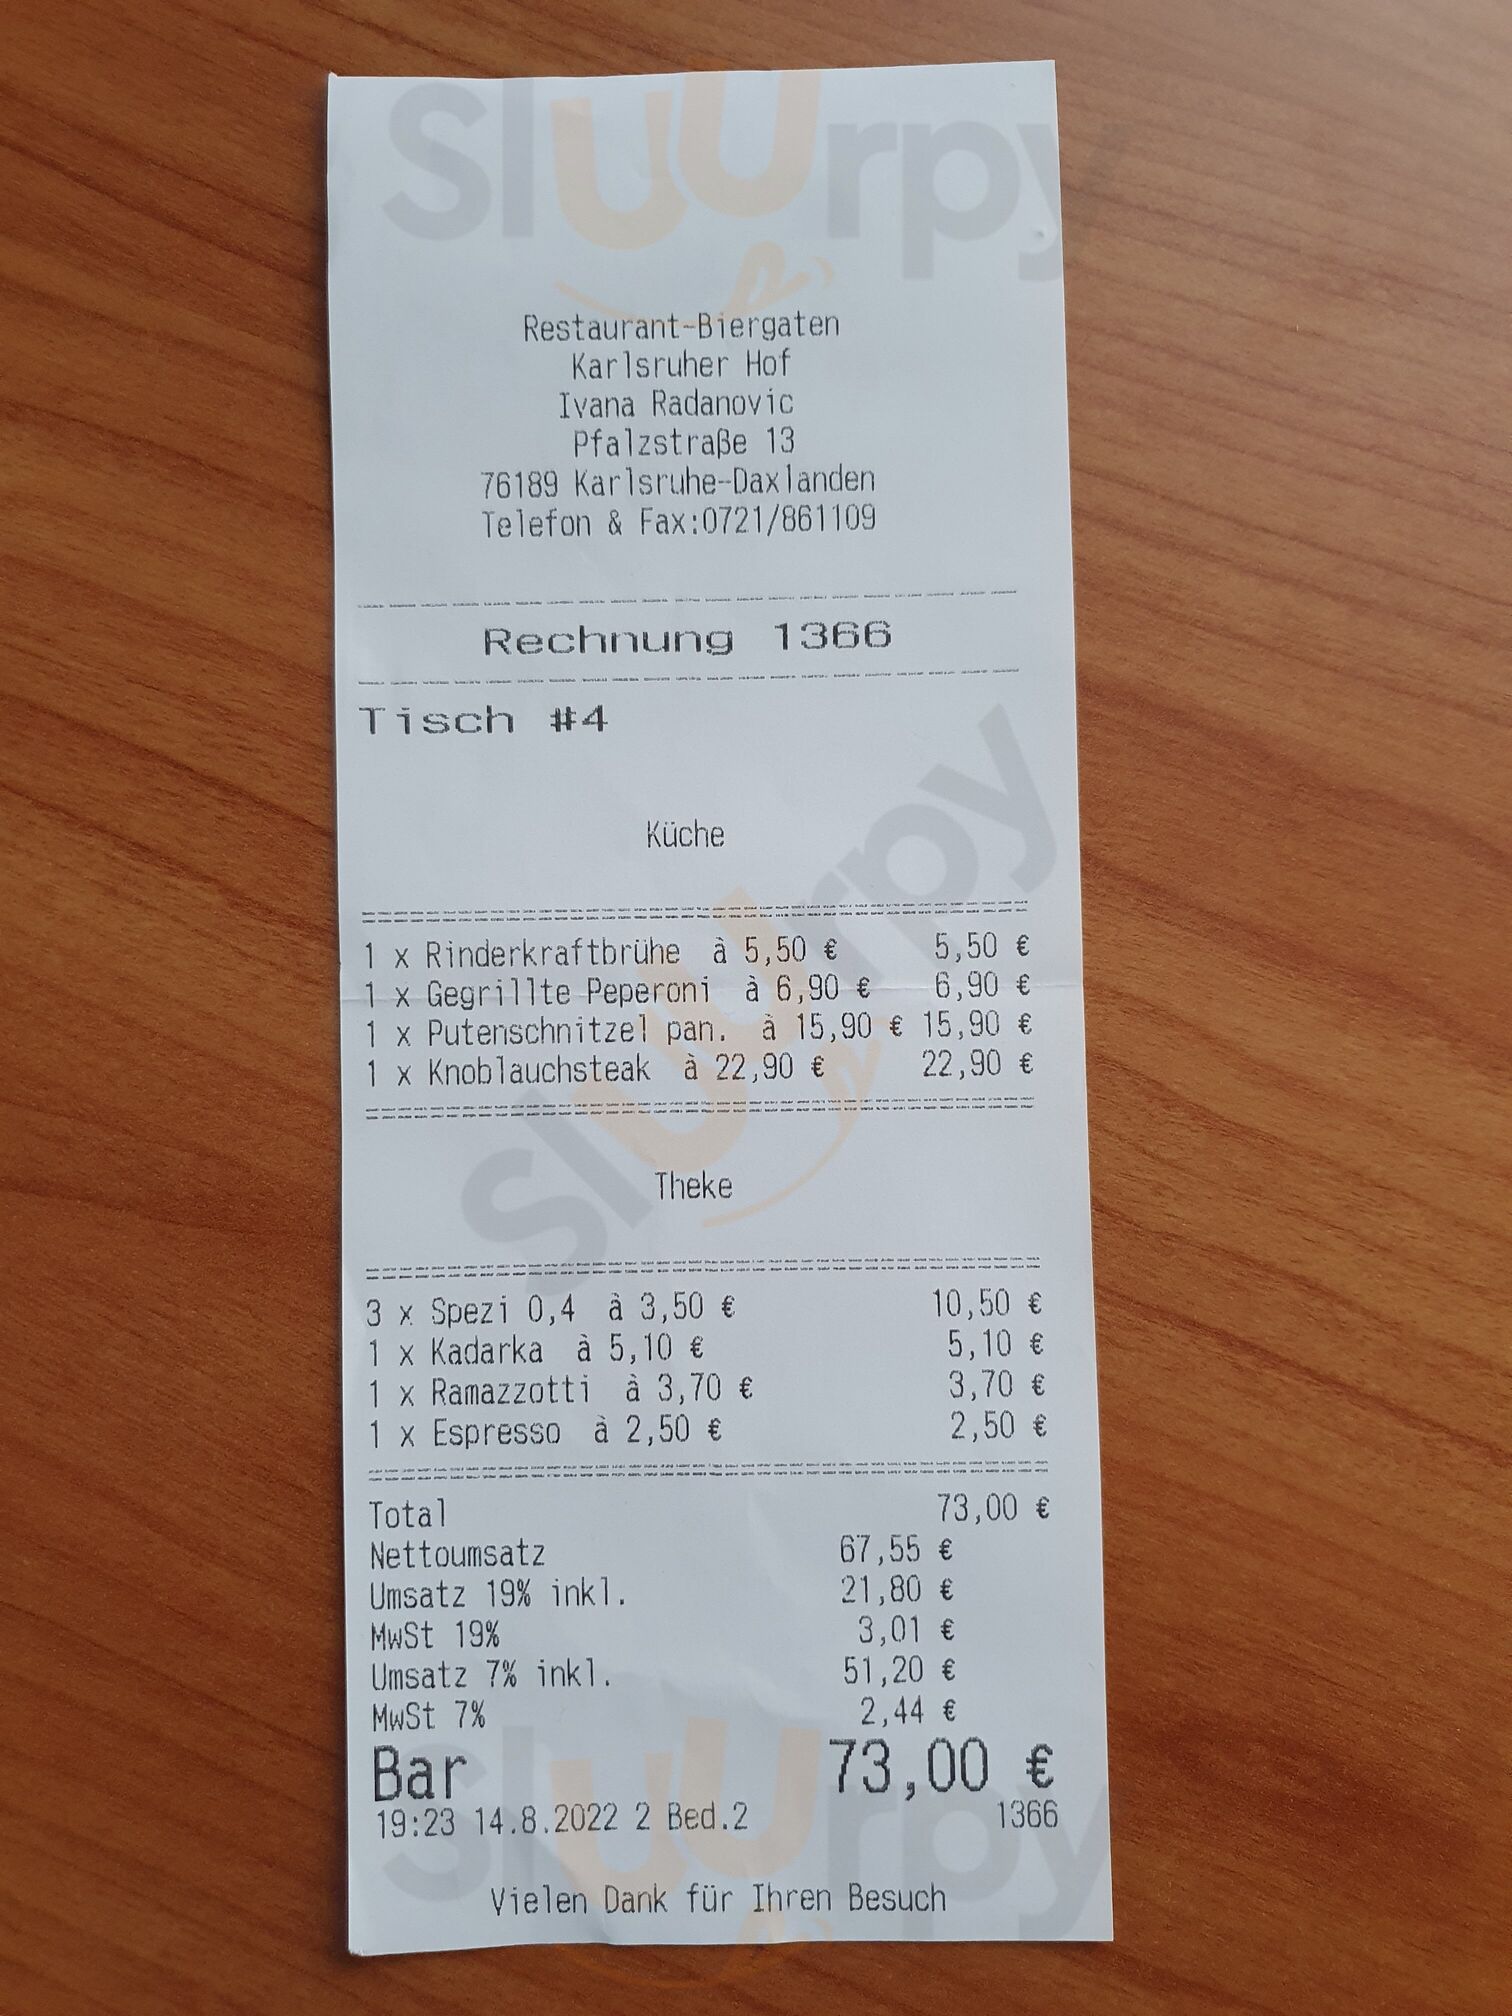 Sluurpy
Restaurant-Biergaten
Karlsruher Hof
Ivana Radanovic
Pfalzstraße 13
76189 Karlsruhe-Daxlanden
Telefon & Fax:0721/861109
Rechnung 1366
Tisch #4
Küche
1 x Rinderkraftbrühe à 5,50 € 5,50 €
1 x Gegrillte Peperoni à 6,90 € 6,90 €
1 x Putenschnitzel pan. à 15,90 € 15,90 €
1 x Knoblauchsteak à 22,90 € 22,90 €
Sluurpy
Theke
3 x Spezi 0,4 à 3,50 € 10,50 €
1 x Kadarka à 5,10 € 5,10 €
1 x Ramazzotti à 3,70 € 3,70 €
1 x Espresso à 2,50 € 2,50 €
Total 73,00 €
Nettoumsatz 67,55 €
Umsatz 19% inkl. 21,80 €
MwSt 19% 3,01 €
Umsatz 7% inkl. 51,20 €
MwSt 7% 2,44 €
Bar 73,00 €
19:23 14.8.2022 2 Bed.2 1366
Sluurpy
Vielen Dank für Ihren Besuch